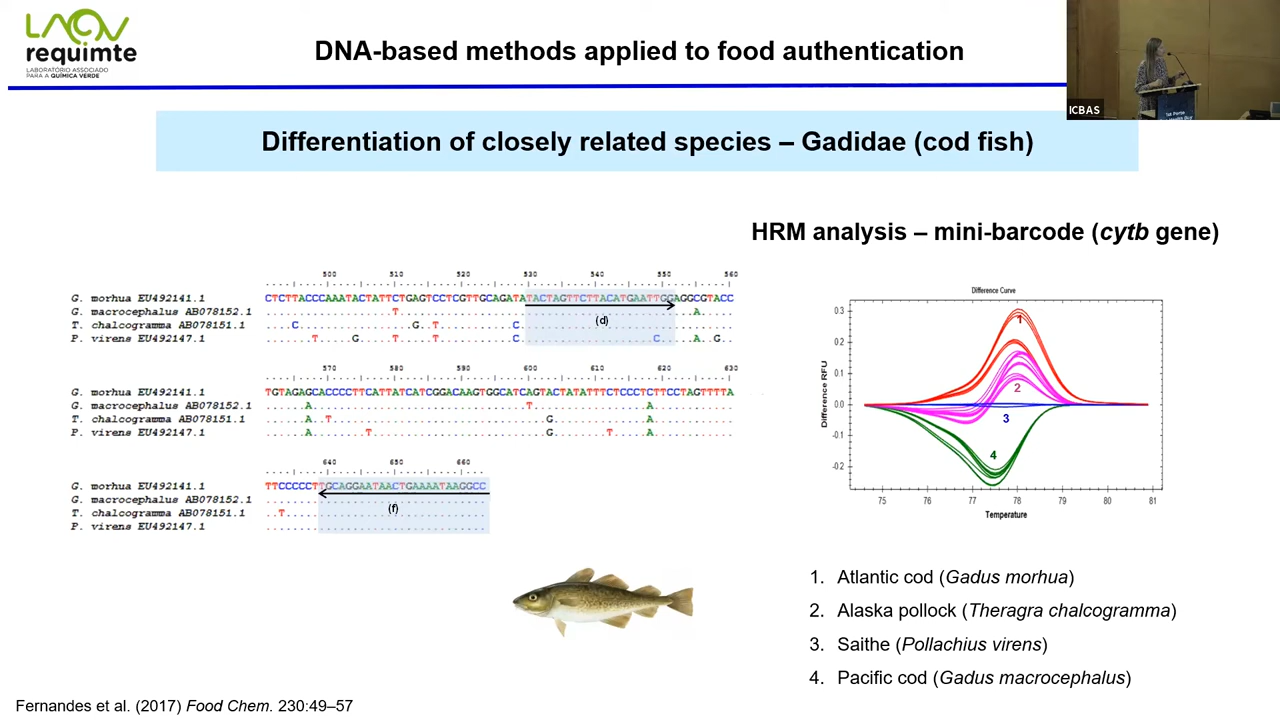 LAQV
requimte
LABORATÓRIO ASSOCIADO
PARA A QUÍMICA VERDE
DNA-based methods applied to food authentication
ICBAS
1st Porto
Differentiation of closely related species – Gadidae (cod fish)
HRM analysis – mini-barcode (cytb gene)
500 510 520 530 540 550 560
G. morhua EU492141.1 CTCTTACCCAAATACTATTCTGAGTCCTCGTTGCAGATATACTAGTTCTTACATGAATTGGAGGCGTACC
G. macrocephalus AB078152.1 T A
T. chalcogramma AB078151.1 C G T C
P. virens EU492147.1 T G T T C C A G
(d)
570 580 590 600 610 620 630
G. morhua EU492141.1 TGTAGAGCACCCCTTCATTATCATCGGACAAGTGGCATCAGTACTATATTTCTCCCTCTTCCTAGTTTTA
G. macrocephalus AB078152.1 A T A
T. chalcogramma AB078151.1 A T G A
P. virens EU492147.1 A T G T A
640 650 660
G. morhua EU492141.1 TTCCCCCTTGCAGGAATAACTGAAAATAAGGCC
G. macrocephalus AB078152.1
T. chalcogramma AB078151.1 T
P. virens EU492147.1
(f)
Difference Curve
Difference RFU
0.3
0.2
0.1
0.0
-0.1
-0.2
1
2
3
4
75 76 77 78 79 80 81
Temperature
1. Atlantic cod (Gadus morhua)
2. Alaska pollock (Theragra chalcogramma)
3. Saithe (Pollachius virens)
4. Pacific cod (Gadus macrocephalus)
Fernandes et al. (2017) Food Chem. 230:49–57